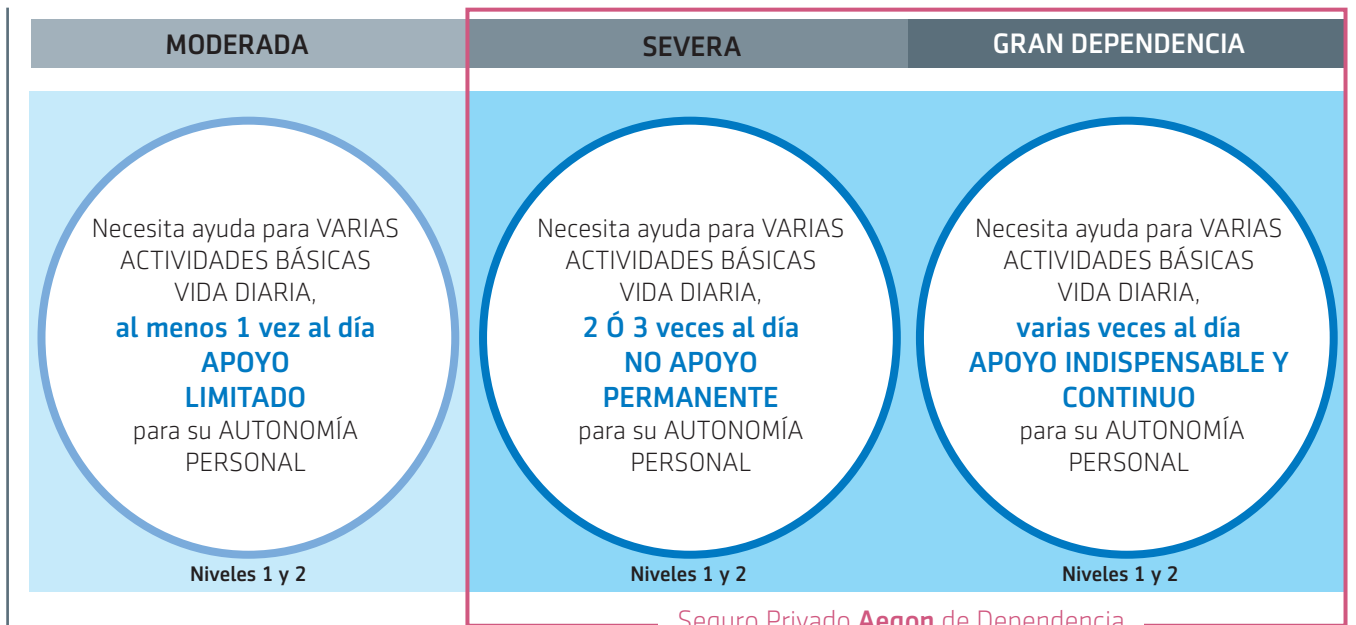 MODERADA
SEVERA
GRAN DEPENDENCIA
Necesita ayuda para VARIAS
ACTIVIDADES BÁSICAS
VIDA DIARIA,
al menos 1 vez al día
APOYO
LIMITADO
para su AUTONOMÍA
PERSONAL
Niveles 1 y 2
Necesita ayuda para VARIAS
ACTIVIDADES BÁSICAS
VIDA DIARIA,
2 Ó 3 veces al día
NO APOYO
PERMANENTE
para su AUTONOMÍA
PERSONAL
Niveles 1 y 2
Necesita ayuda para VARIAS
ACTIVIDADES BÁSICAS
VIDA DIARIA,
varias veces al día
APOYO INDISPENSABLE Y
CONTINUO
para su AUTONOMÍA
PERSONAL
Niveles 1 y 2
Seguro Privado Aegon de Dependencia